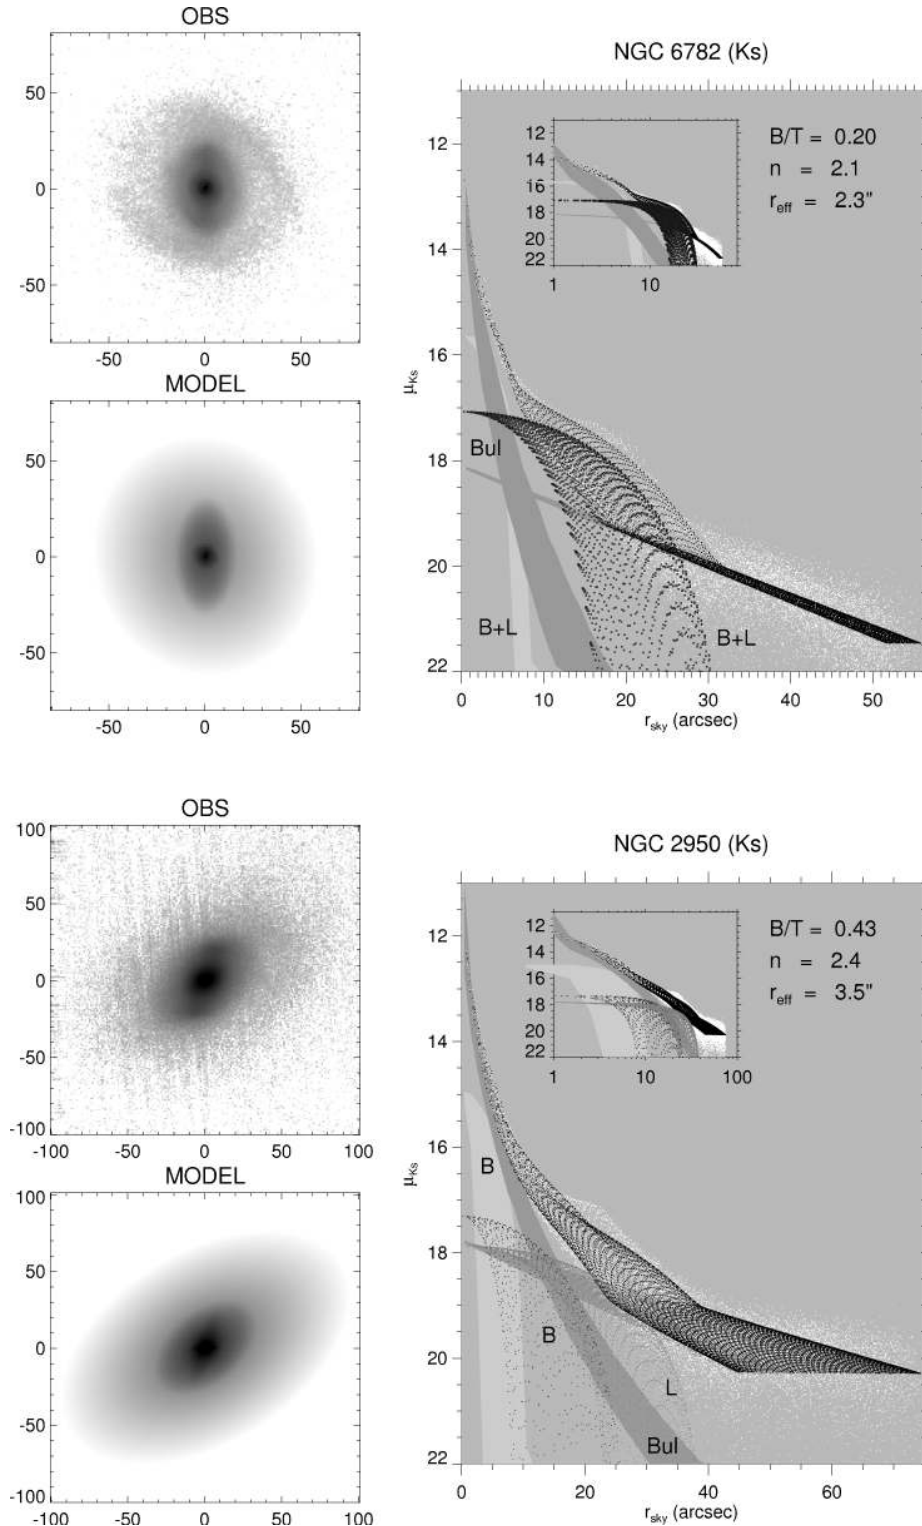 OBS
50
0
-50
-50 0 50
MODEL
50
0
-50
-50 0 50
NGC 6782 (Ks)
B/T = 0.20
n = 2.1
r_eff = 2.3"
12
14
16
18
20
22
1 10
12
14
16
18
20
22
μ_Ks
Bul
B+L
B+L
0 10 20 30 40 50
r_sky (arcsec)
OBS
100
50
0
-50
-100
-100 -50 0 50 100
MODEL
100
50
0
-50
-100
-100 -50 0 50 100
NGC 2950 (Ks)
B/T = 0.43
n = 2.4
r_eff = 3.5"
12
14
16
18
20
22
1 10 100
12
14
16
18
20
22
μ_Ks
B
B
L
Bul
0 20 40 60
r_sky (arcsec)